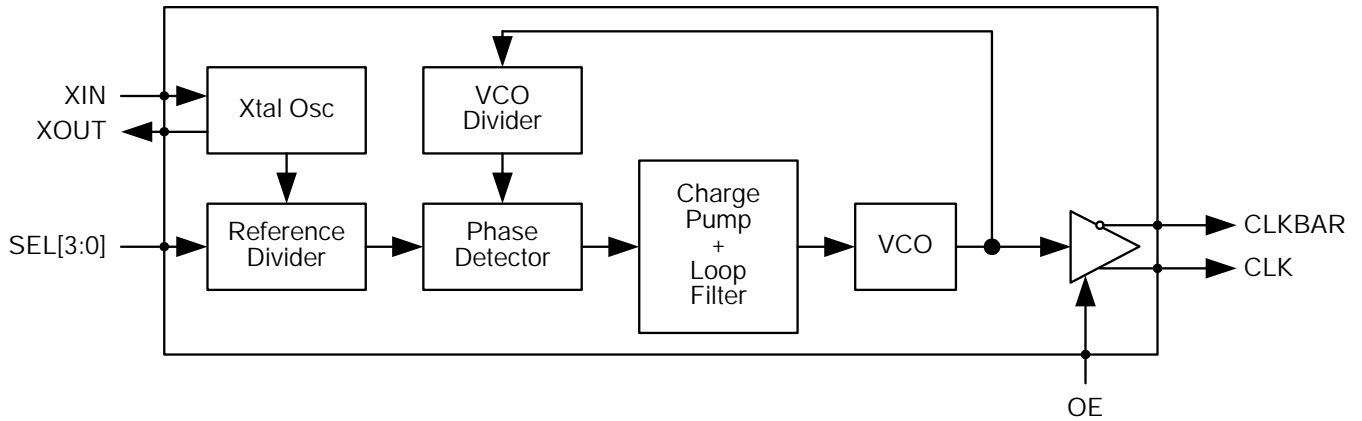 XIN
XOUT
Xtal Osc
VCO
Divider
SEL[3:0]
Reference
Divider
Phase
Detector
Charge
Pump
+
Loop
Filter
VCO
CLKBAR
CLK
OE